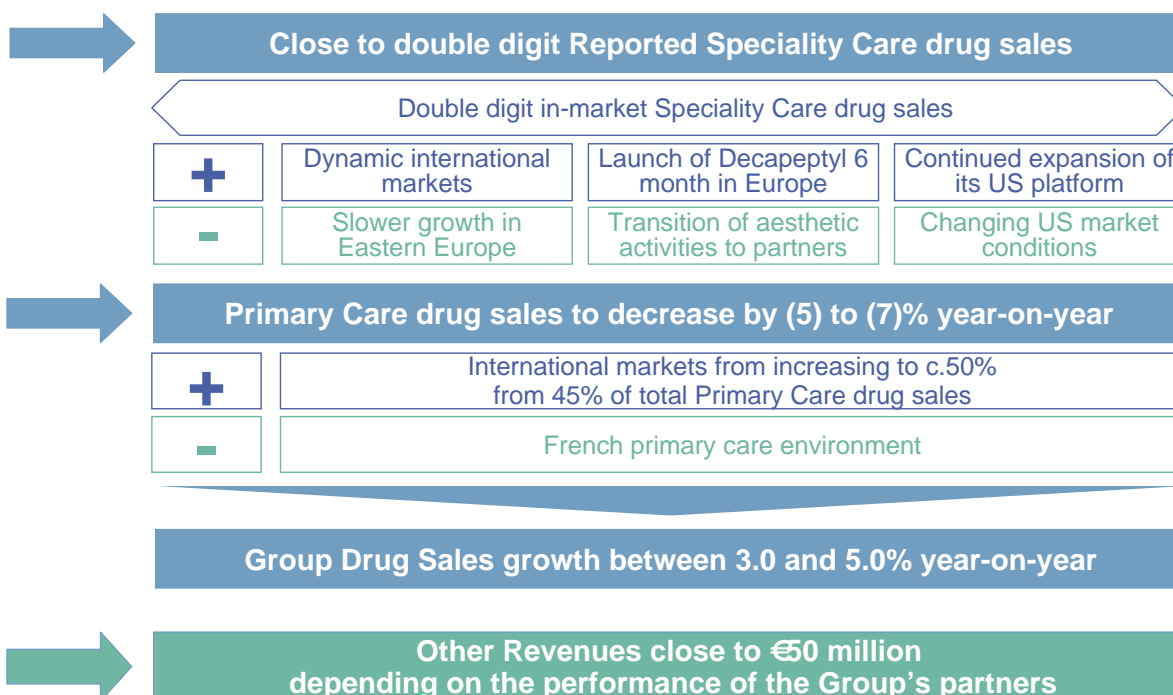 Close to double digit Reported Speciality Care drug sales
Double digit in-market Speciality Care drug sales
+
Dynamic international
markets
Launch of Decapeptyl 6
month in Europe
Continued expansion of
its US platform
-
Slower growth in
Eastern Europe
Transition of aesthetic
activities to partners
Changing US market
conditions
Primary Care drug sales to decrease by (5) to (7)% year-on-year
+
International markets from increasing to c.50%
from 45% of total Primary Care drug sales
-
French primary care environment
Group Drug Sales growth between 3.0 and 5.0% year-on-year
Other Revenues close to €50 million
depending on the performance of the Group’s partners